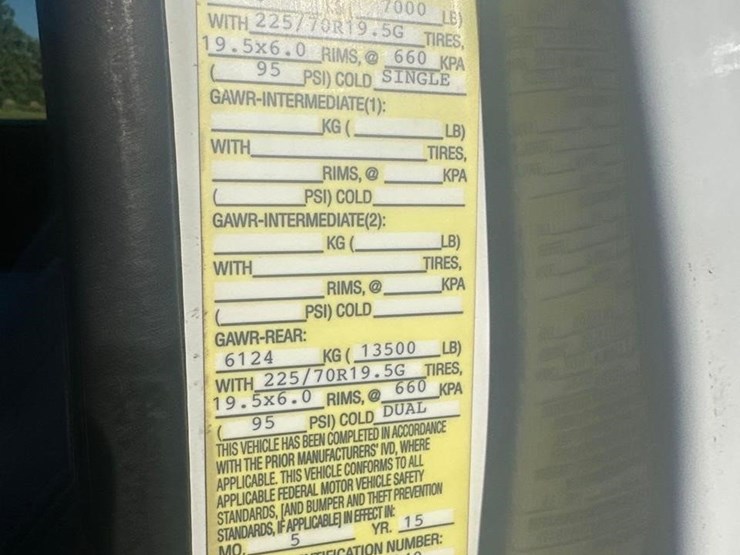 7000 LB)
WITH 225/70R19.5G TIRES,
19.5x6.0 RIMS, @ 660 KPA
( 95 PSI) COLD SINGLE
GAWR-INTERMEDIATE(1):
KG ( LB)
WITH TIRES,
RIMS, @ KPA
( PSI) COLD
GAWR-INTERMEDIATE(2):
KG ( LB)
WITH TIRES,
RIMS, @ KPA
( PSI) COLD
GAWR-REAR:
6124 KG ( 13500 LB)
WITH 225/70R19.5G TIRES,
19.5x6.0 RIMS, @ 660 KPA
( 95 PSI) COLD DUAL
THIS VEHICLE HAS BEEN COMPLETED IN ACCORDANCE
WITH THE PRIOR MANUFACTURERS' IVD, WHERE
APPLICABLE. THIS VEHICLE CONFORMS TO ALL
APPLICABLE FEDERAL MOTOR VEHICLE SAFETY
STANDARDS, [AND BUMPER AND THEFT PREVENTION
STANDARDS, IF APPLICABLE] IN EFFECT IN:
MO. 5 YR. 15
NUMBER: